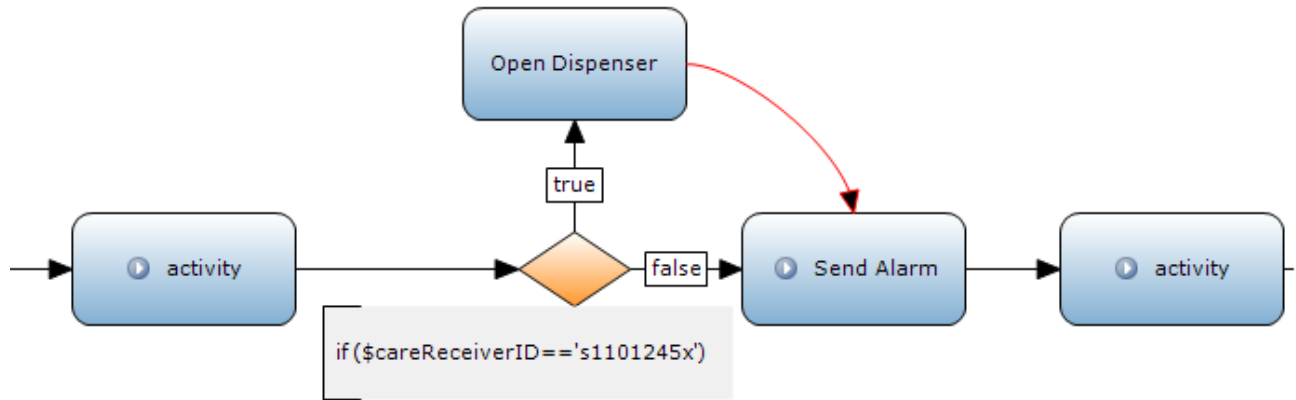 Open Dispenser
true
activity
false
Send Alarm
activity
if ($careReceiverID=='s1101245x')